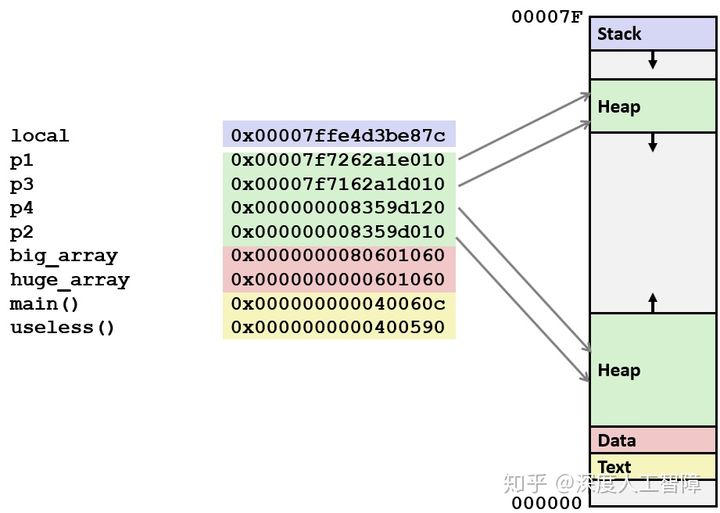 00007F
Stack
Heap
local 0x00007ffe4d3be87c
p1 0x00007f7262a1e010
p3 0x00007f7162a1d010
p4 0x000000008359d120
p2 0x000000008359d010
big_array 0x0000000080601060
huge_array 0x0000000000601060
main() 0x000000000040060c
useless() 0x0000000000400590
Heap
Data
Text
知乎 @深度人工智障
000000